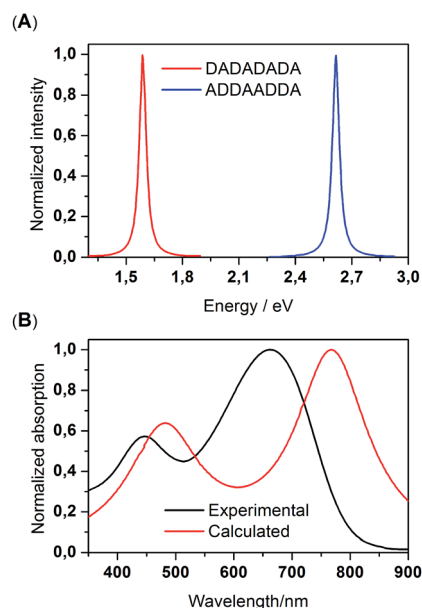 (A)
DADADADA
ADDAADDA
Normalized intensity
1,0
0,8
0,6
0,4
0,2
0,0
1,5 1,8 2,1 2,4 2,7 3,0
Energy / eV
(B)
Normalized absorption
1,0
0,8
0,6
0,4
0,2
0,0
Experimental
Calculated
400 500 600 700 800 900
Wavelength/nm